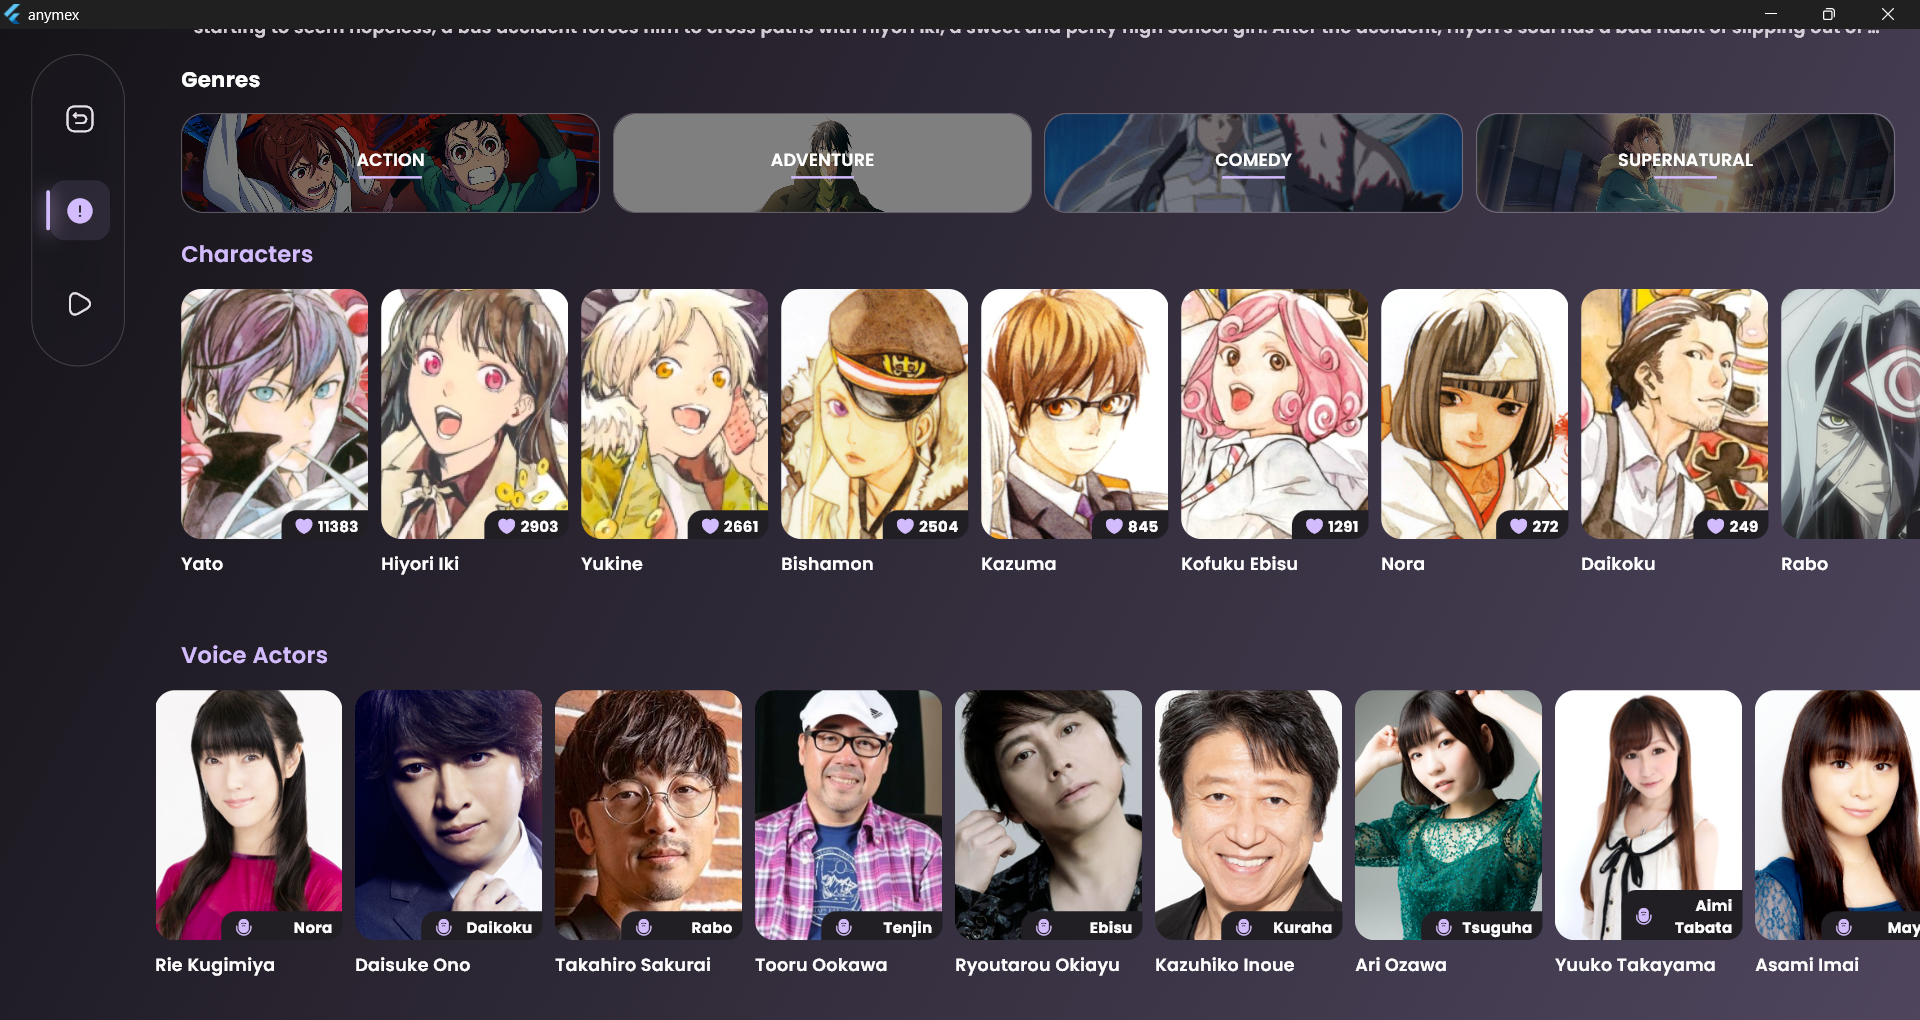 anymex
starting to seem hopeless, a bus accident forces him to cross paths with Hiyori Iki, a sweet and perky high school girl. After the accident, Hiyori's soul has a bad habit of slipping out of ...
Genres
ACTION
ADVENTURE
COMEDY
SUPERNATURAL
Characters
11383
2903
2661
2504
845
1291
272
249
Yato
Hiyori Iki
Yukine
Bishamon
Kazuma
Kofuku Ebisu
Nora
Daikoku
Rabo
Voice Actors
Nora
Daikoku
Rabo
Tenjin
Ebisu
Kuraha
Tsuguha
Aimi
Tabata
May
Rie Kugimiya
Daisuke Ono
Takahiro Sakurai
Tooru Ookawa
Ryoutarou Okiayu
Kazuhiko Inoue
Ari Ozawa
Yuuko Takayama
Asami Imai